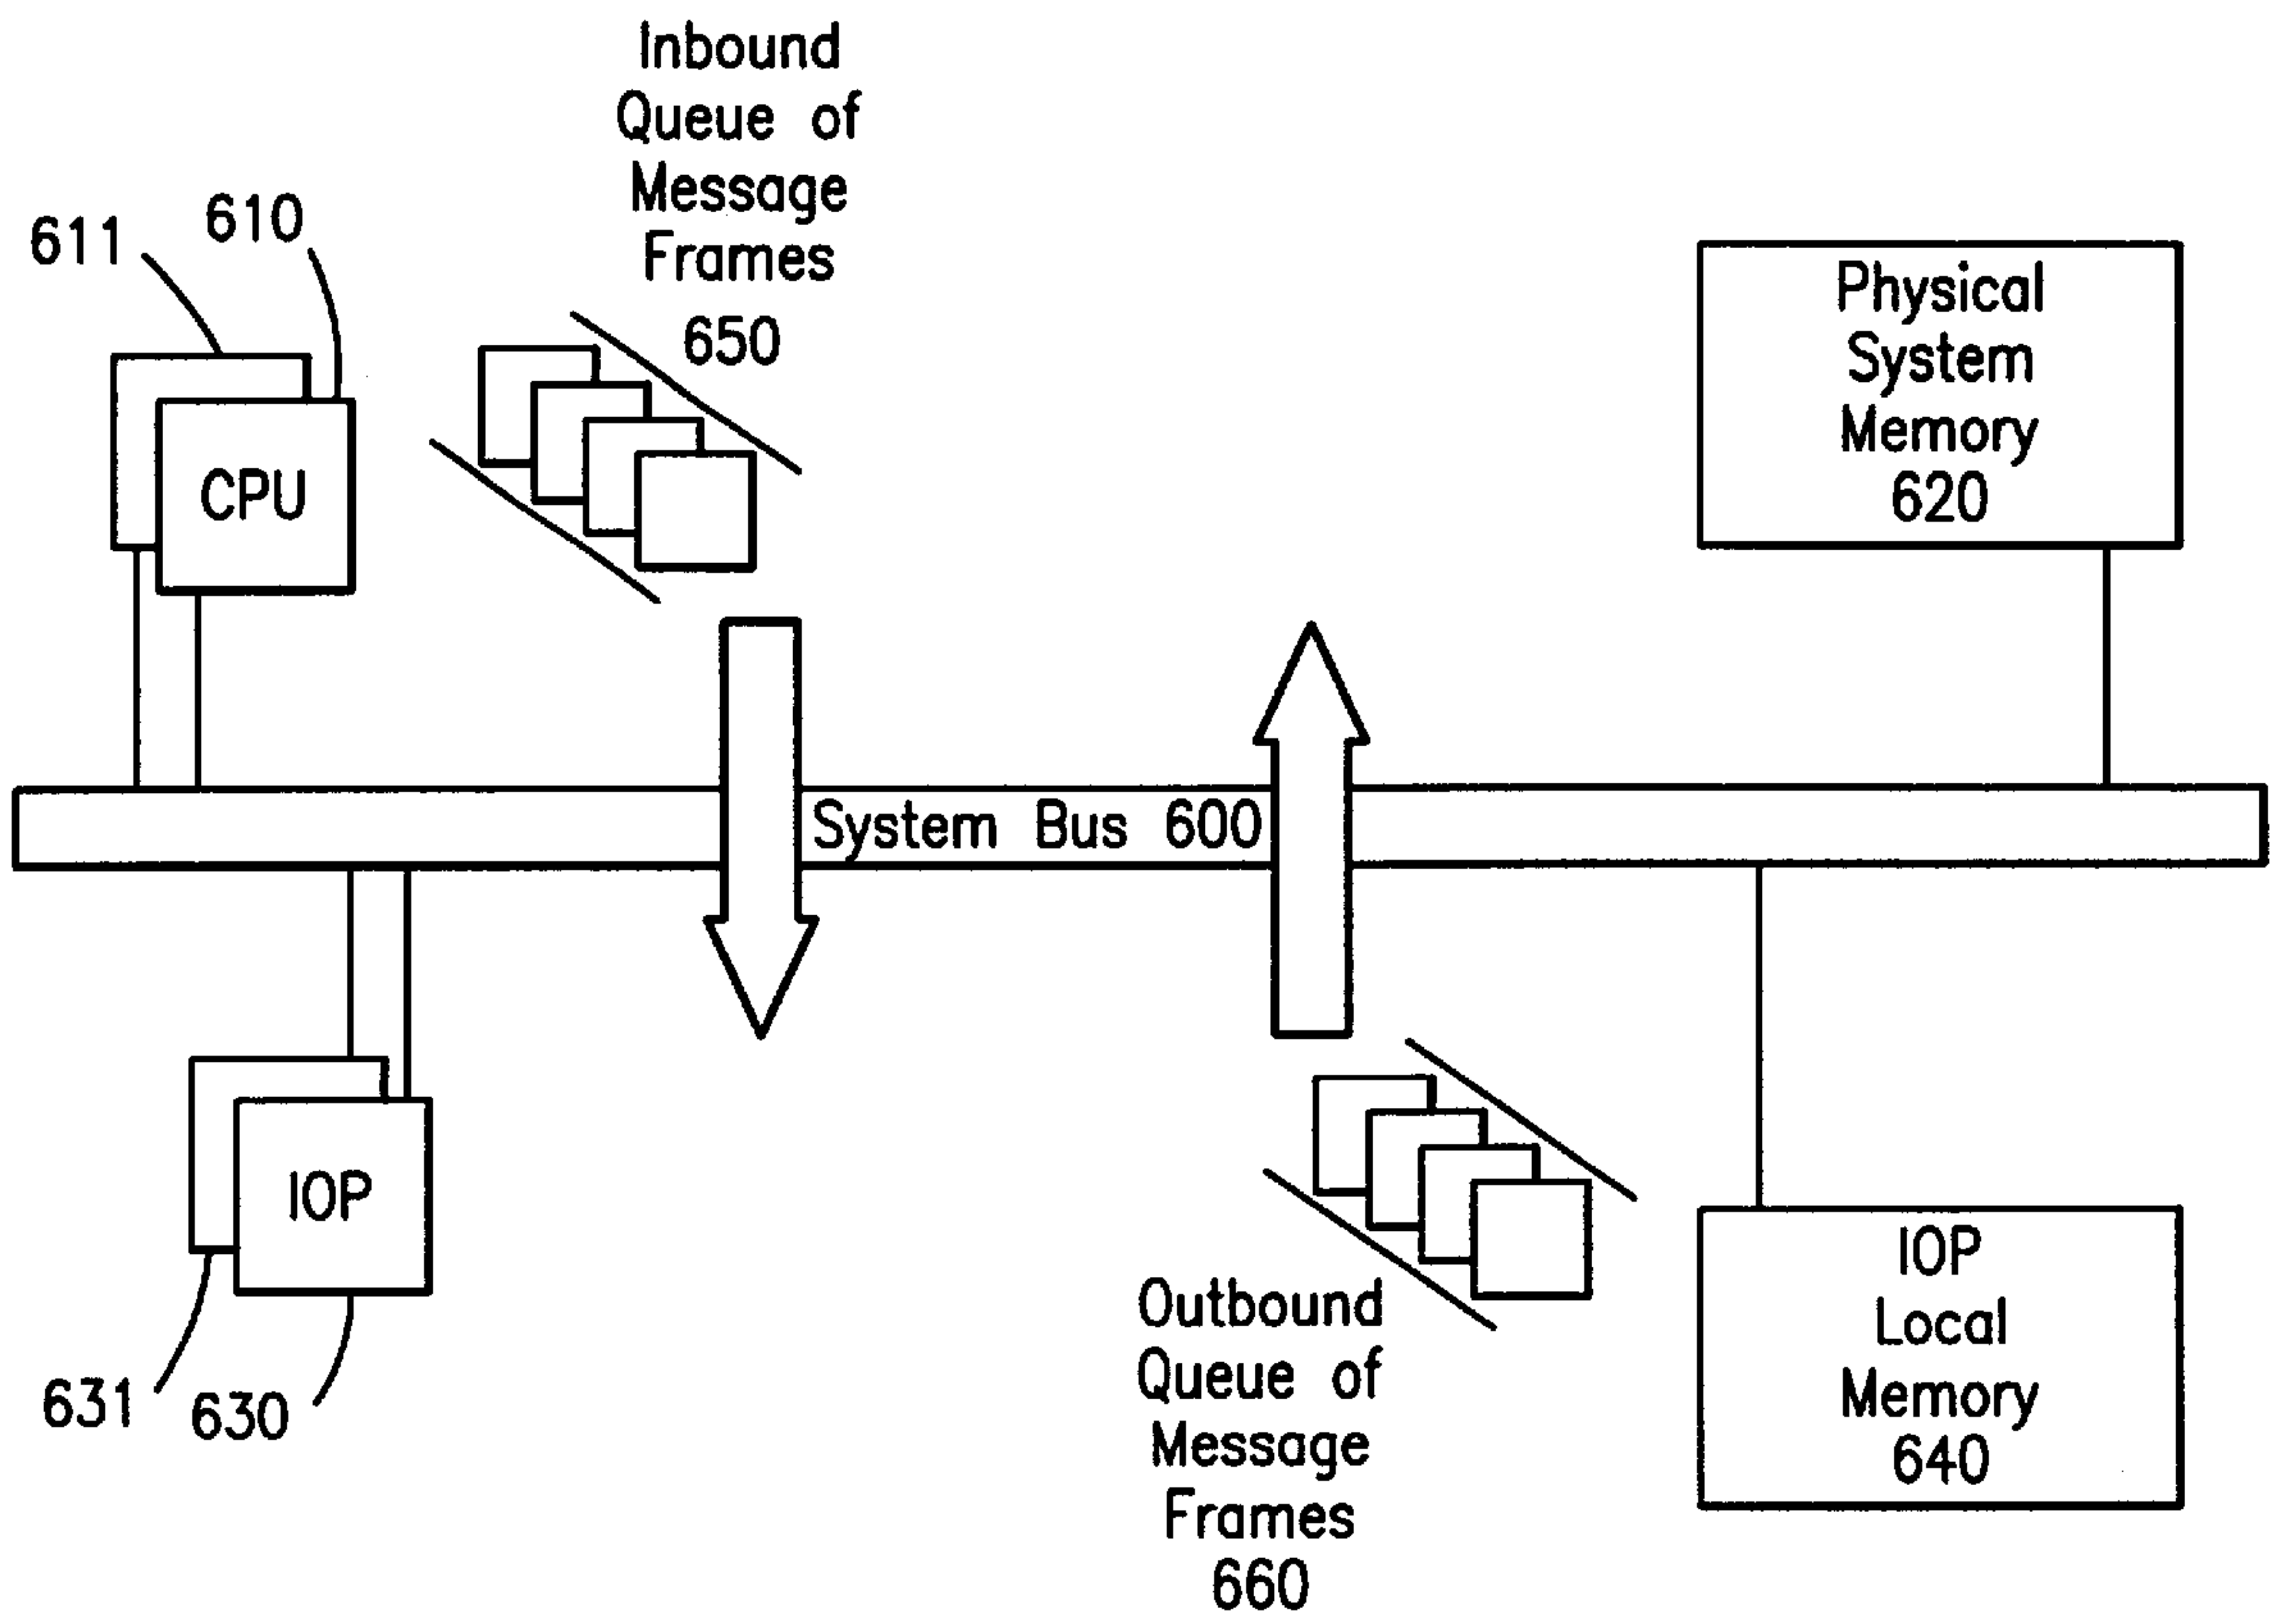 Inbound
Queue of
Message
Frames
650
611
610
CPU
Physical
System
Memory
620
System Bus 600
IOP
631
630
Outbound
Queue of
Message
Frames
660
IOP
Local
Memory
640